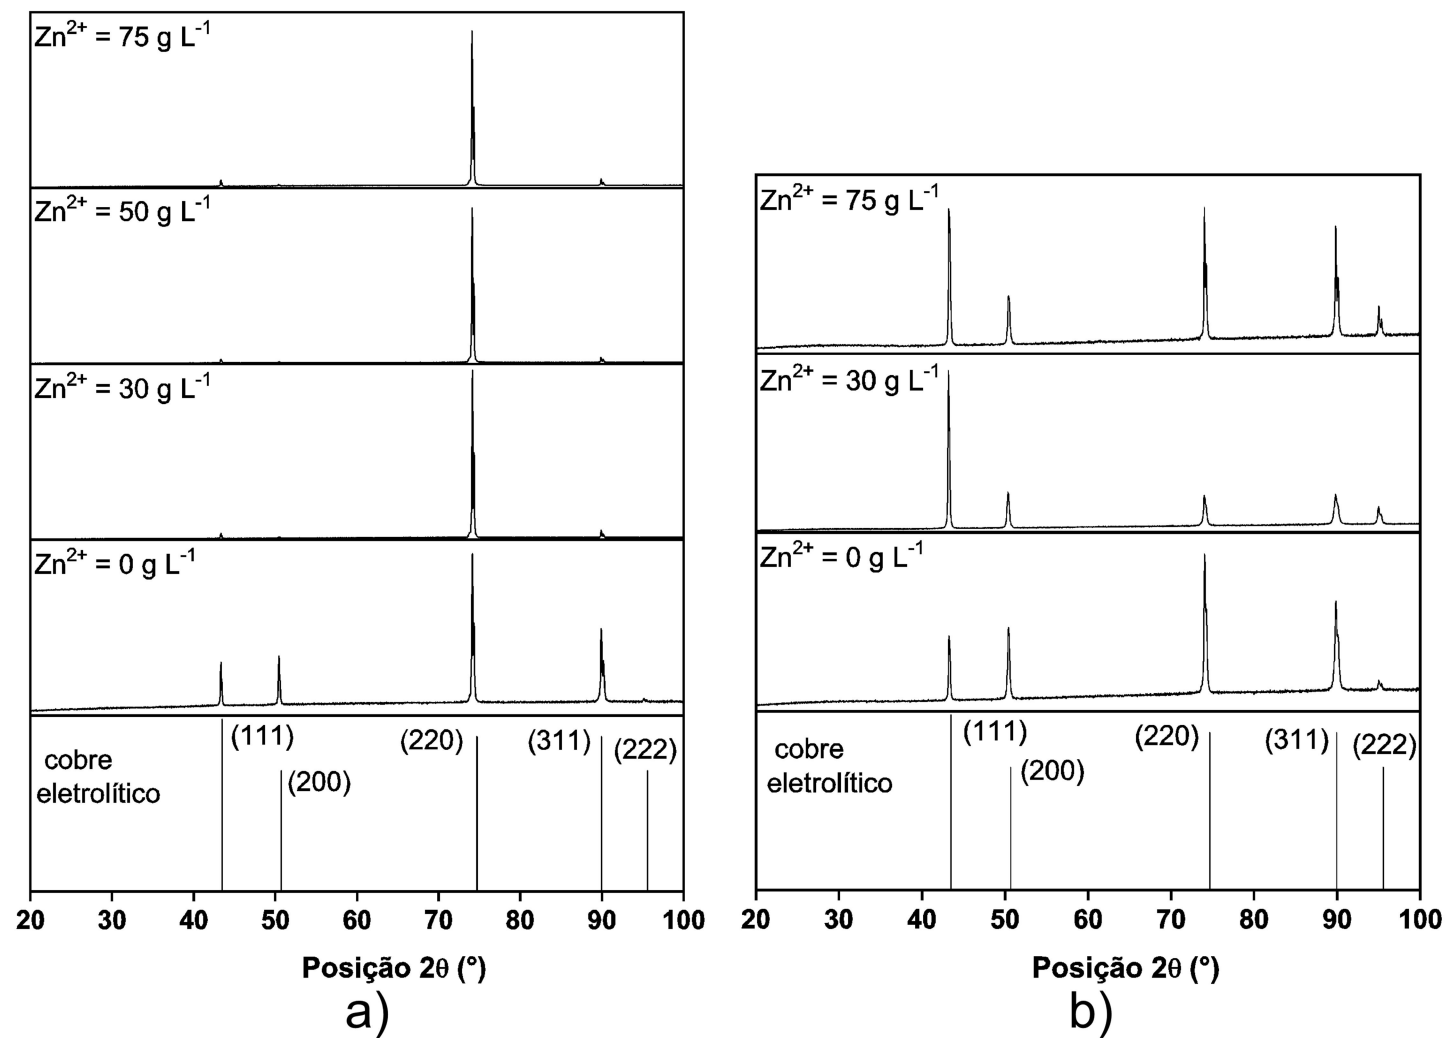 Zn2+ = 75 g L-1
Zn2+ = 50 g L-1
Zn2+ = 30 g L-1
Zn2+ = 0 g L-1
cobre
eletrolítico
(111)
(200)
(220)
(311)
(222)
20 30 40 50 60 70 80 90 100
Posição 2θ (°)
a)
Zn2+ = 75 g L-1
Zn2+ = 30 g L-1
Zn2+ = 0 g L-1
cobre
eletrolítico
(111)
(200)
(220)
(311)
(222)
20 30 40 50 60 70 80 90 100
Posição 2θ (°)
b)